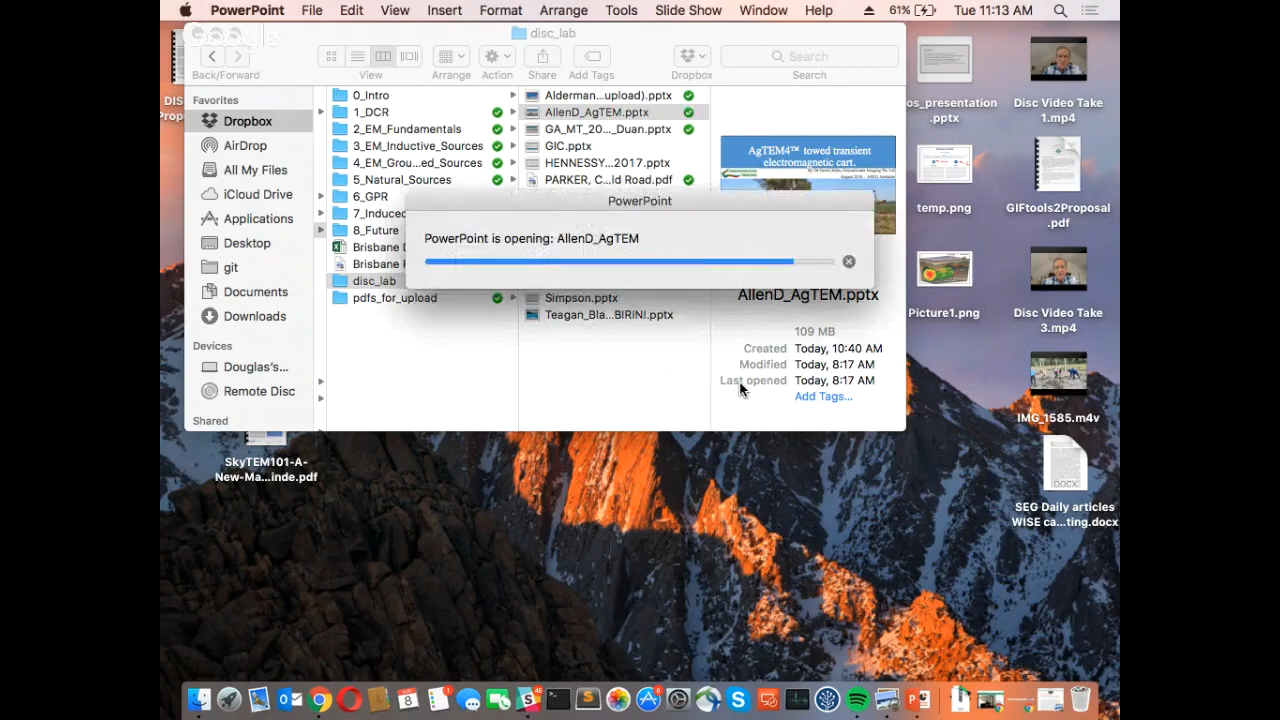 PowerPoint File Edit View Insert Format Arrange Tools Slide Show Window Help 61% Tue 11:13 AM
Google
disc_lab
Search
Back/Forward View Arrange Action Share Add Tags Dropbox Search
Favorites
Dropbox
AirDrop
All My Files
iCloud Drive
Applications
Desktop
git
Documents
Downloads
Devices
Douglas's...
Remote Disc
Shared
0_Intro
1_DCR
2_EM_Fundamentals
3_EM_Inductive_Sources
_EM_Grou...ed_Sources
5_Natural_Sources
6_GPR
7_Induced
8_Future
Brisbane
Brisbane
disc_lab
pdfs_for_upload
Alderman...upload).pptx
AllenD_AgTEM.pptx
GA_MT_20..._Duan.pptx
GIC.pptx
HENNESSY...2017.pptx
PARKER, C...ld Road.pdf
Simpson.pptx
Teagan_Bla...BIRINI.pptx
AgTEM4™ towed transient
electromagnetic cart.
PowerPoint
PowerPoint is opening: AllenD_AgTEM
AllenD_AgTEM.pptx
109 MB
Created Today, 10:40 AM
Modified Today, 8:17 AM
Last opened Today, 8:17 AM
Add Tags...
os_presentation
.pptx
Disc Video Take
1.mp4
temp.png
GIFtools2Proposal
.pdf
Picture1.png
Disc Video Take
3.mp4
IMG_1585.m4v
DOCX
SEG Daily articles
WISE ca...ting.docx
SkyTEM101-A-
New-Ma...inde.pdf
8
1